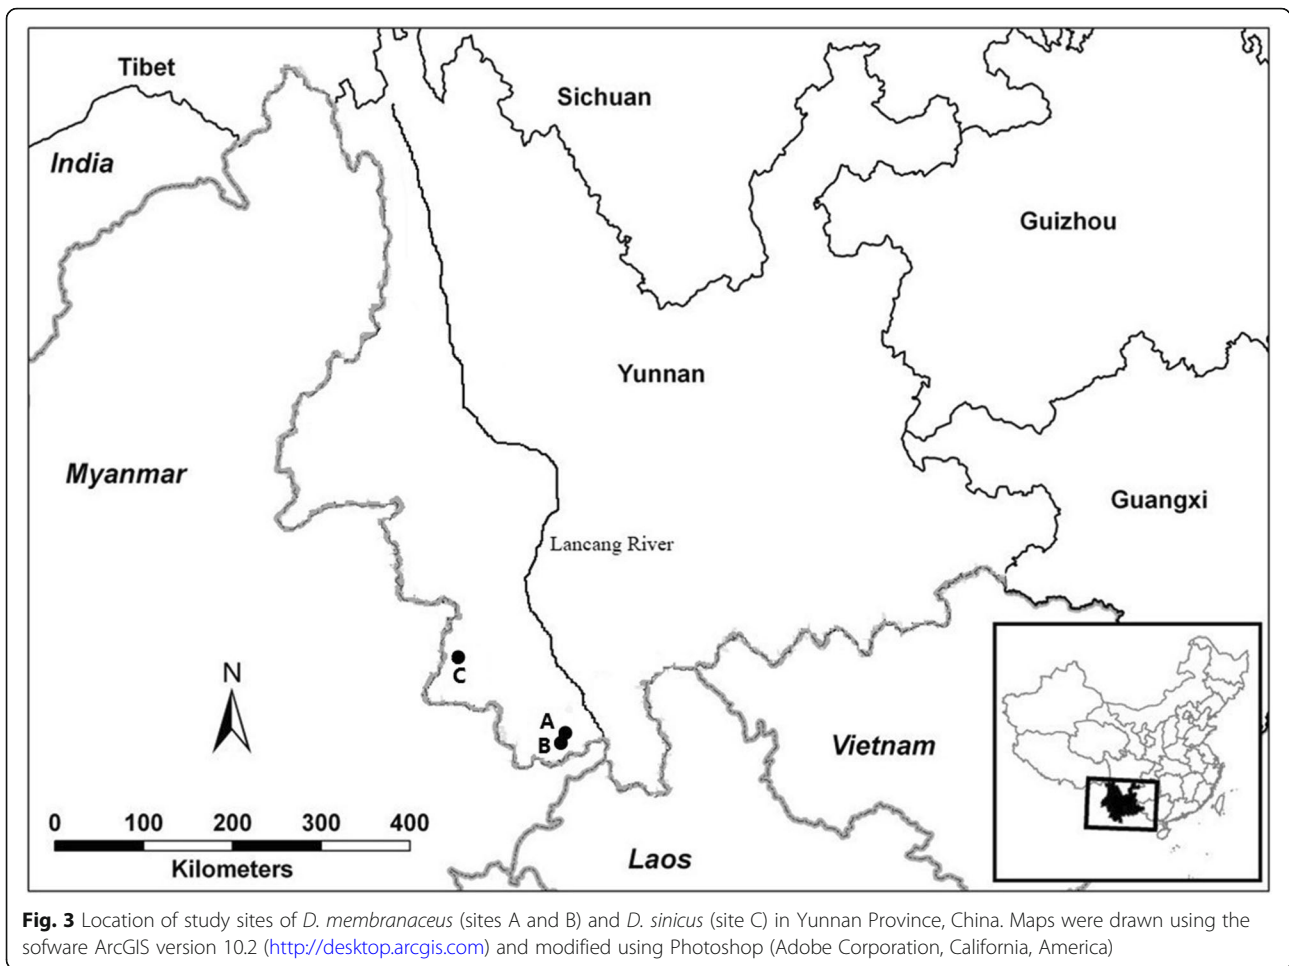 Tibet
Sichuan
India
Guizhou
Yunnan
Myanmar
Guangxi
Lancang River
C
N
A
B
Vietnam
0 100 200 300 400
Kilometers
Laos
Fig. 3 Location of study sites of D. membranaceus (sites A and B) and D. sinicus (site C) in Yunnan Province, China. Maps were drawn using the
sofware ArcGIS version 10.2 (http://desktop.arcgis.com) and modified using Photoshop (Adobe Corporation, California, America)